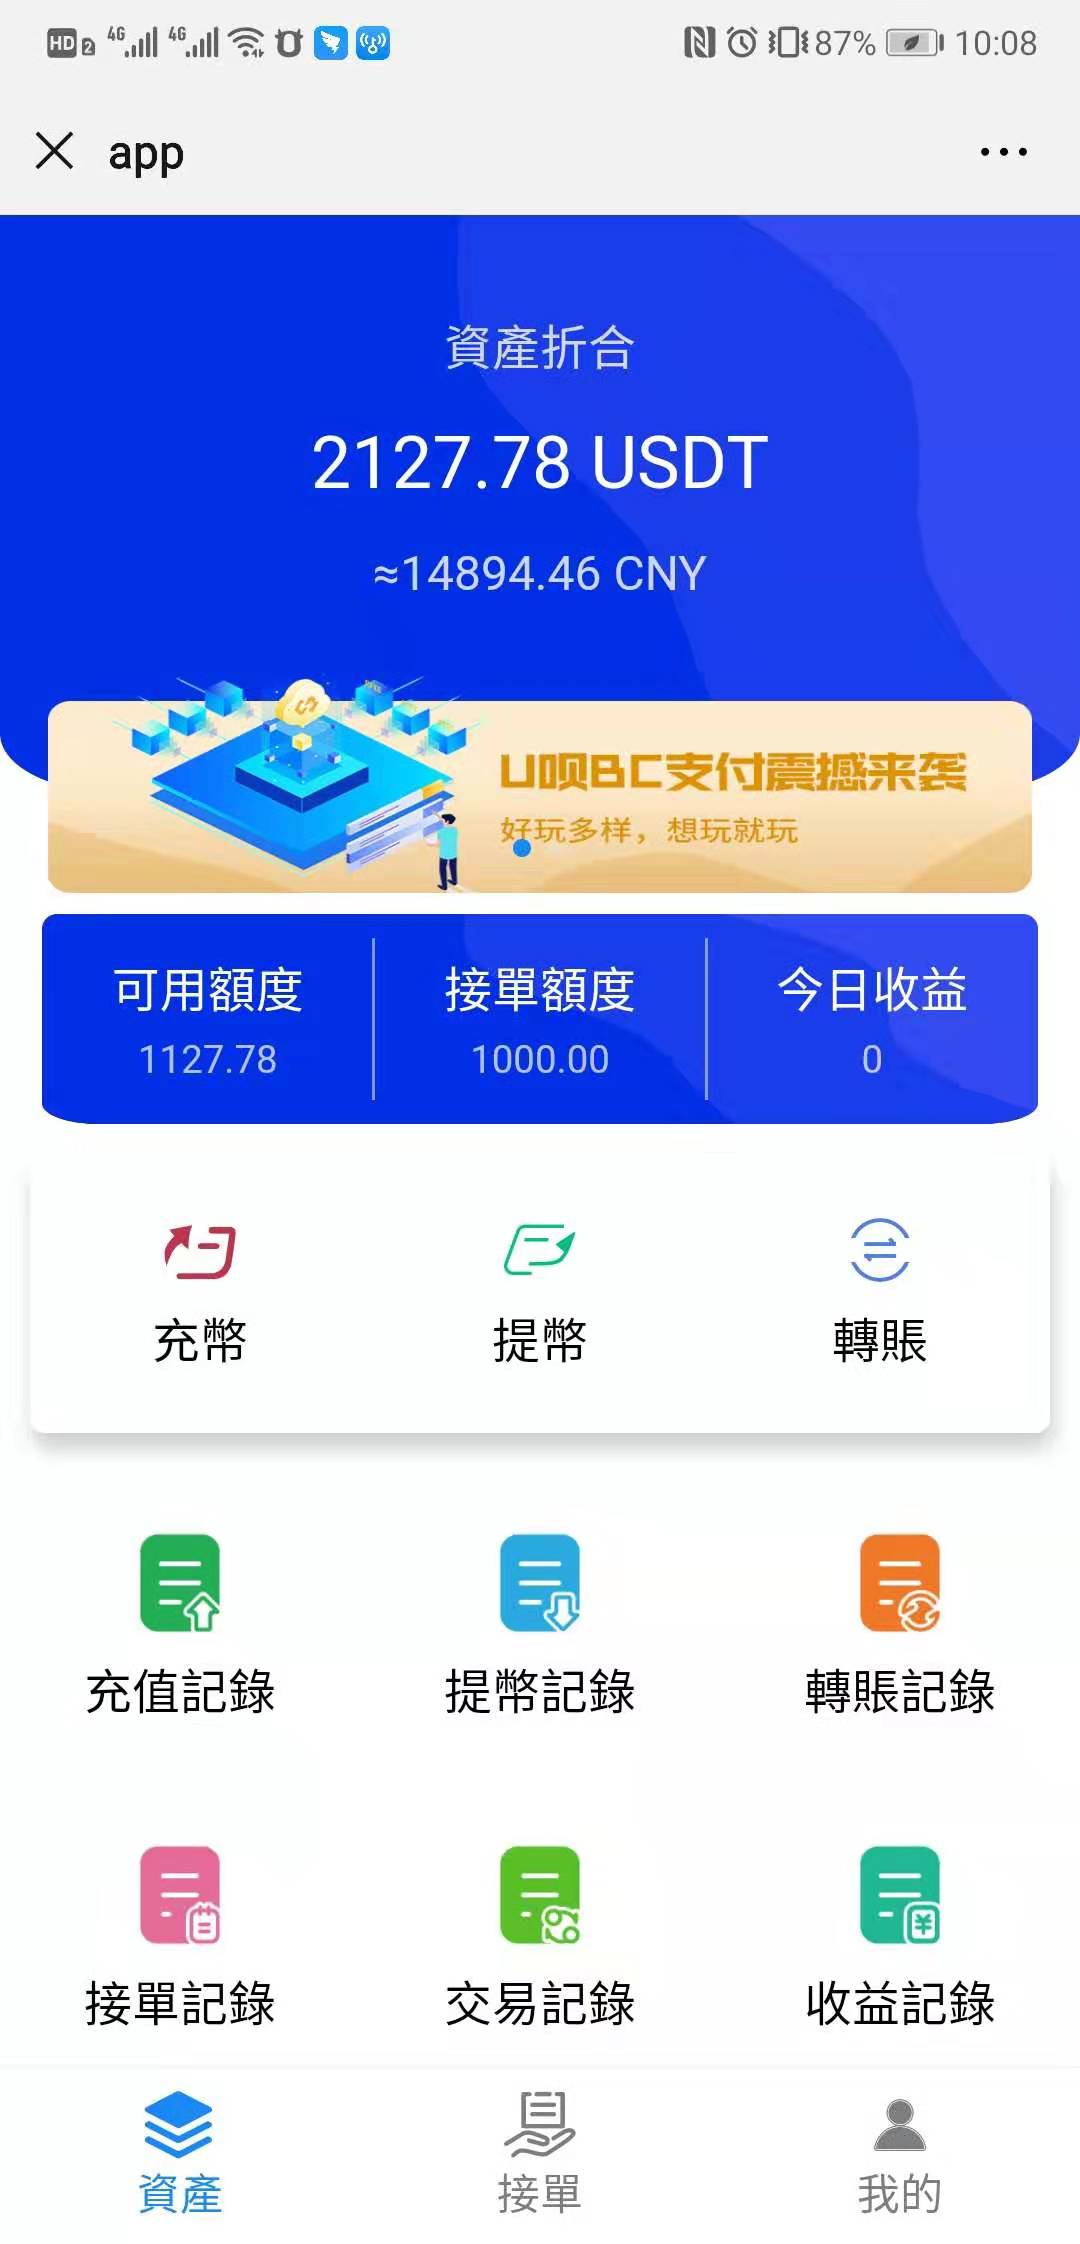 HD 2 4G 4G 87% 10:08
app
資產折合
2127.78 USDT
≈14894.46 CNY
U呗BC支付震撼来袭
好玩多样，想玩就玩
可用額度 接單額度 今日收益
1127.78 1000.00 0
充幣 提幣 轉賬
充值記錄 提幣記錄 轉賬記錄
接單記錄 交易記錄 收益記錄
資產 接單 我的